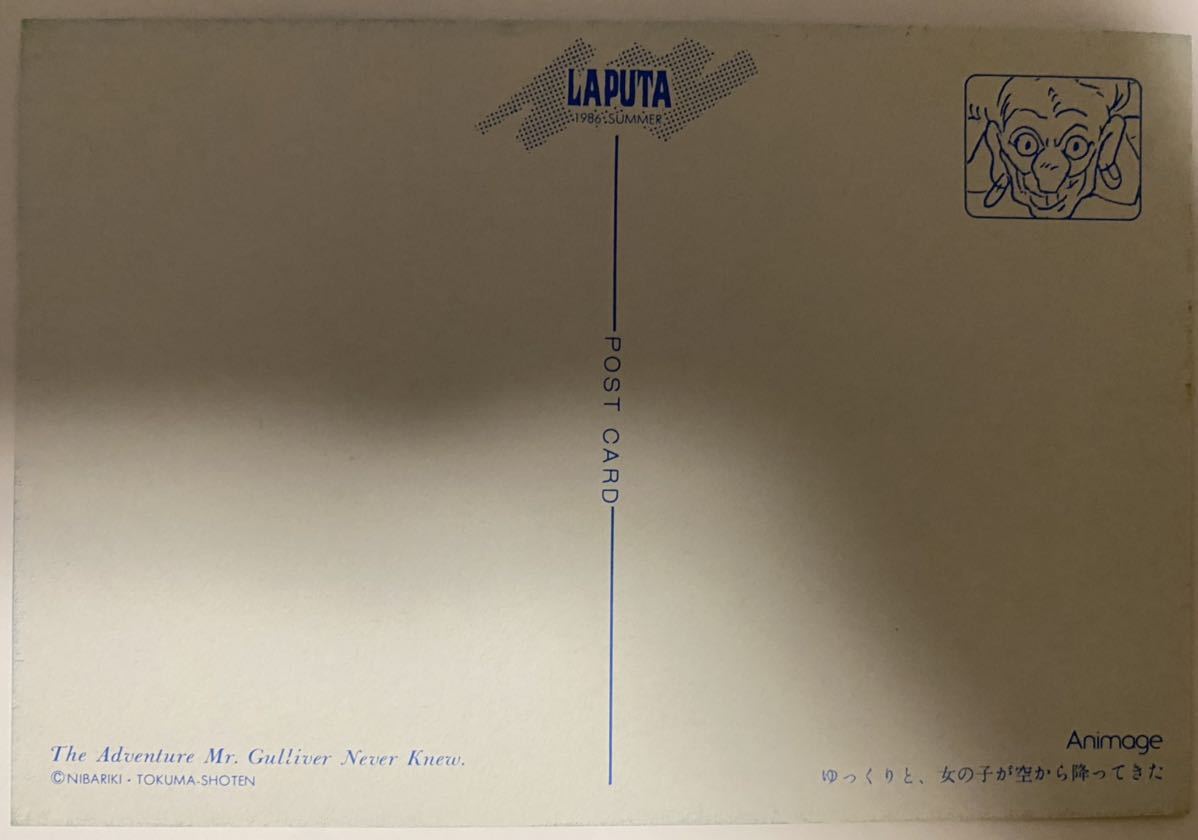 LAPUTA
1986·SUMMER
POST CARD
The Adventure Mr. Gulliver Never Knew.
©NIBARIKI・TOKUMA-SHOTEN
Animage
ゆっくりと、女の子が空から降ってきた